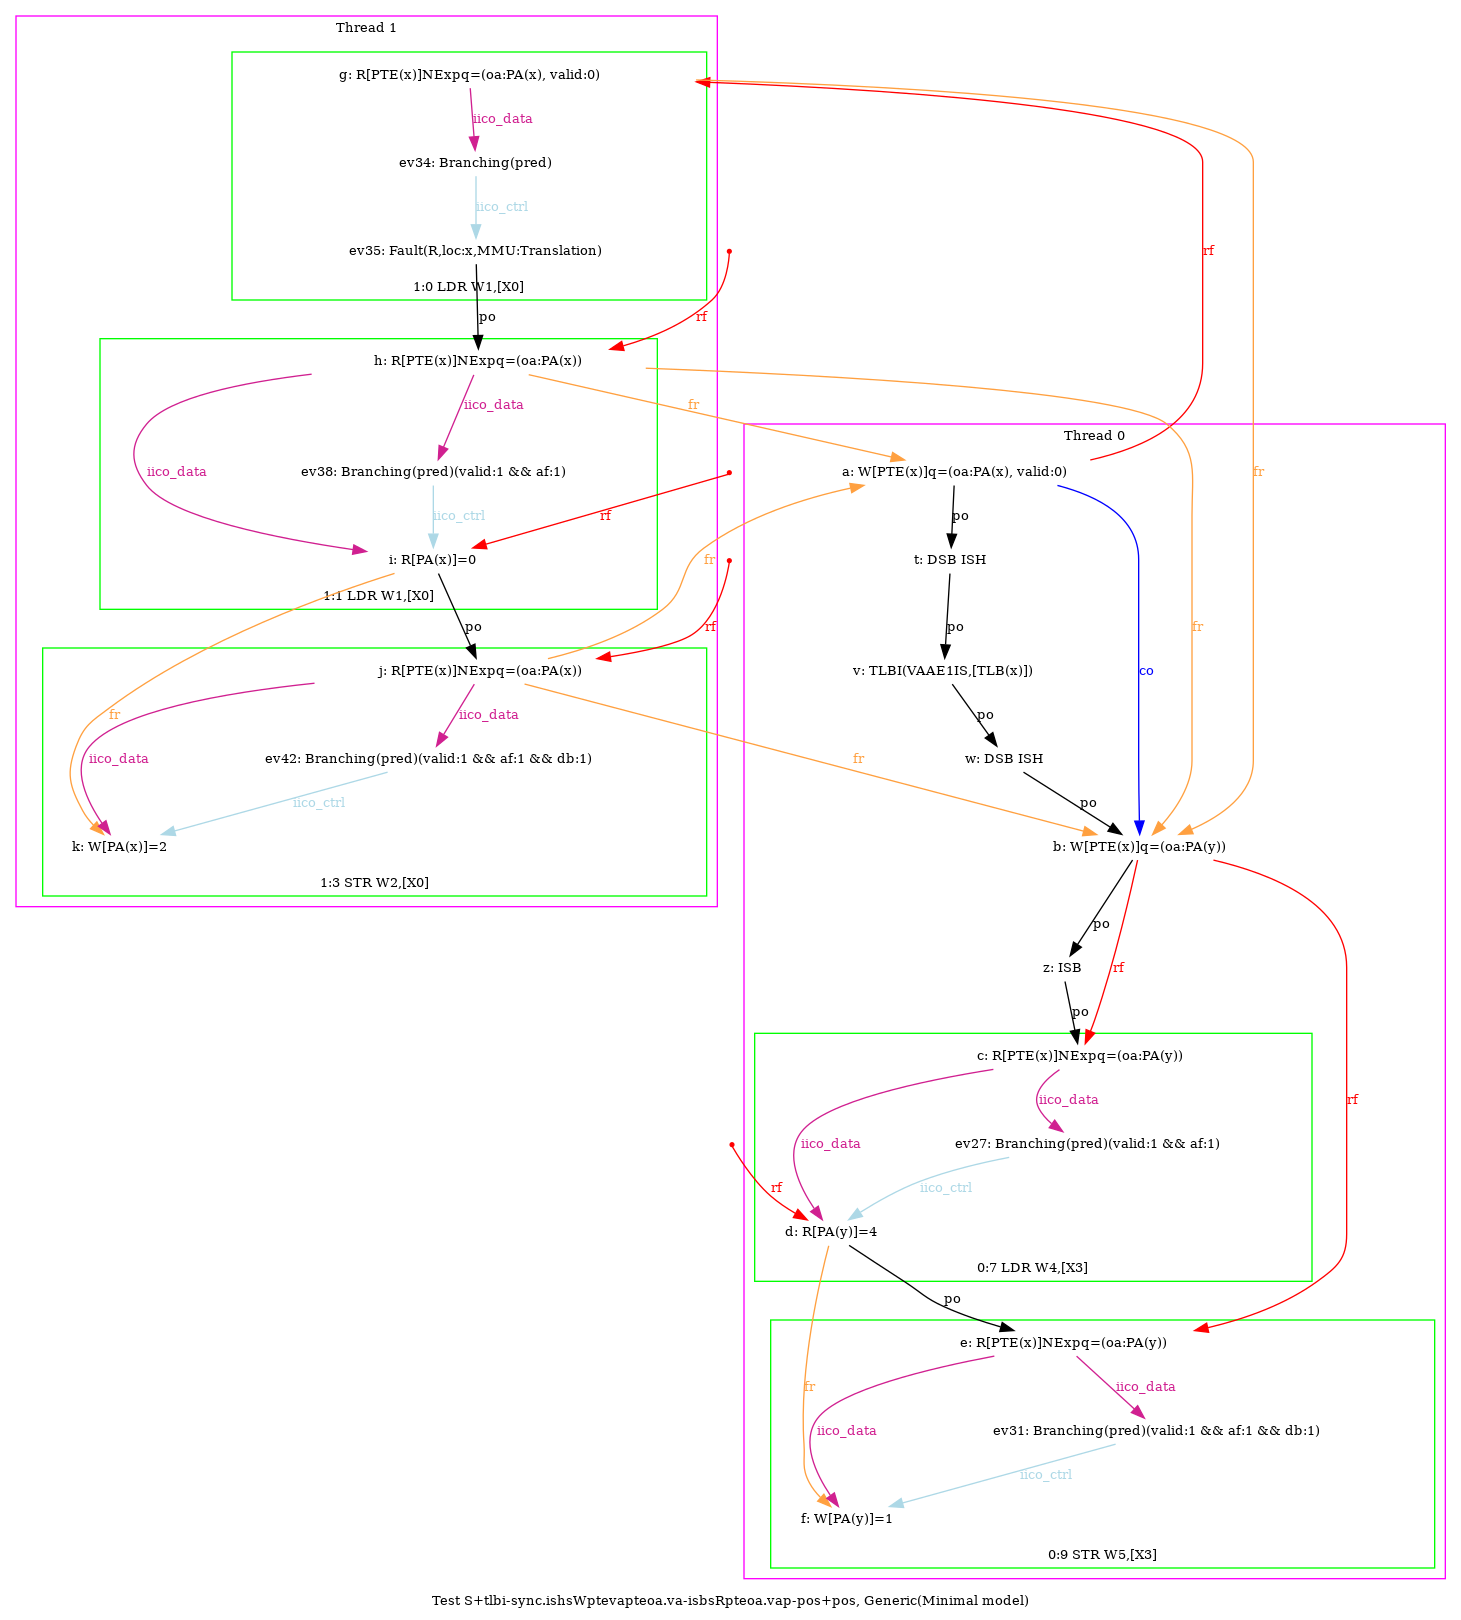 Thread 1
g: R[PTE(x)]NExpq=(oa:PA(x), valid:0)
iico_data
ev34: Branching(pred)
iico_ctrl
ev35: Fault(R,loc:x,MMU:Translation)
1:0 LDR W1,[X0]
po
rf
rf
fr
h: R[PTE(x)]NExpq=(oa:PA(x))
iico_data
iico_data
fr
ev38: Branching(pred)(valid:1 && af:1)
iico_ctrl
rf
i: R[PA(x)]=0
1:1 LDR W1,[X0]
po
fr
rf
fr
j: R[PTE(x)]NExpq=(oa:PA(x))
fr
iico_data
iico_data
ev42: Branching(pred)(valid:1 && af:1 && db:1)
fr
iico_ctrl
k: W[PA(x)]=2
1:3 STR W2,[X0]
Thread 0
a: W[PTE(x)]q=(oa:PA(x), valid:0)
po
t: DSB ISH
po
v: TLBI(VAAE1IS,[TLB(x)])
co
po
w: DSB ISH
po
b: W[PTE(x)]q=(oa:PA(y))
po
z: ISB
rf
po
c: R[PTE(x)]NExpq=(oa:PA(y))
iico_data
rf
iico_data
ev27: Branching(pred)(valid:1 && af:1)
rf
iico_ctrl
d: R[PA(y)]=4
0:7 LDR W4,[X3]
po
e: R[PTE(x)]NExpq=(oa:PA(y))
fr
iico_data
iico_data
ev31: Branching(pred)(valid:1 && af:1 && db:1)
iico_ctrl
f: W[PA(y)]=1
0:9 STR W5,[X3]
Test S+tlbi-sync.ishsWptevapteoa.va-isbsRpteoa.vap-pos+pos, Generic(Minimal model)